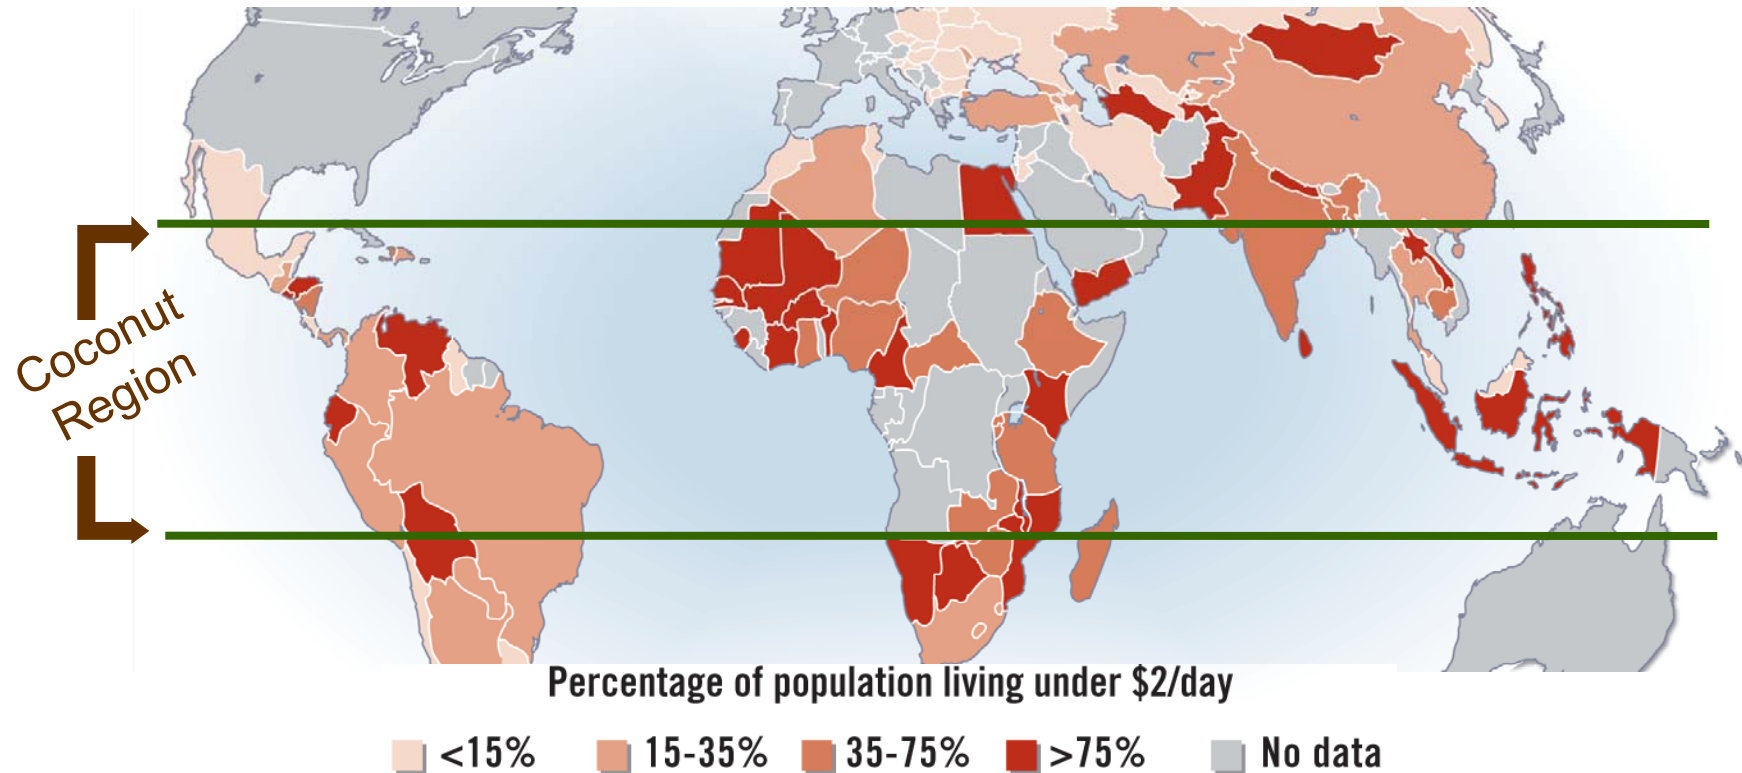 Coconut
Region
Percentage of population living under $2/day
<15%
15-35%
35-75%
>75%
No data